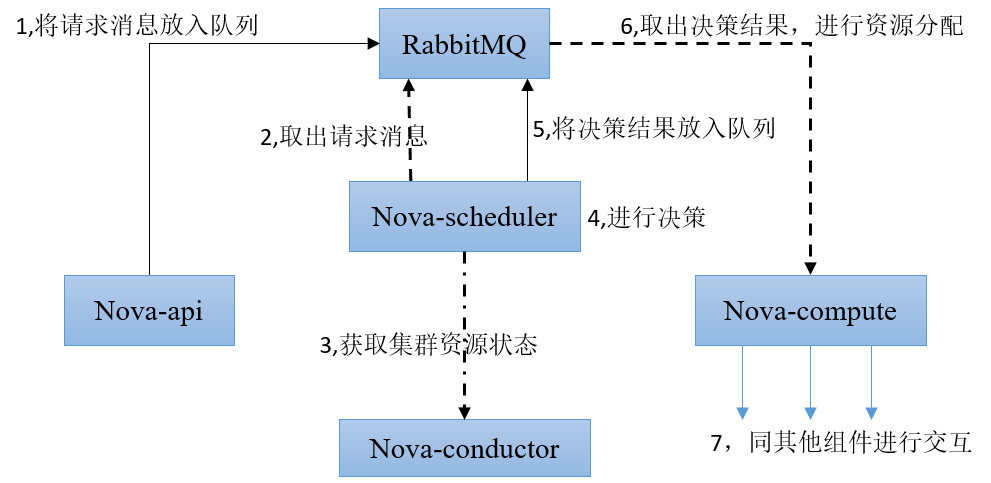 1,将请求消息放入队列
6,取出决策结果，进行资源分配
RabbitMQ
2,取出请求消息
5,将决策结果放入队列
Nova-scheduler
4,进行决策
Nova-api
Nova-compute
3,获取集群资源状态
Nova-conductor
7，同其他组件进行交互